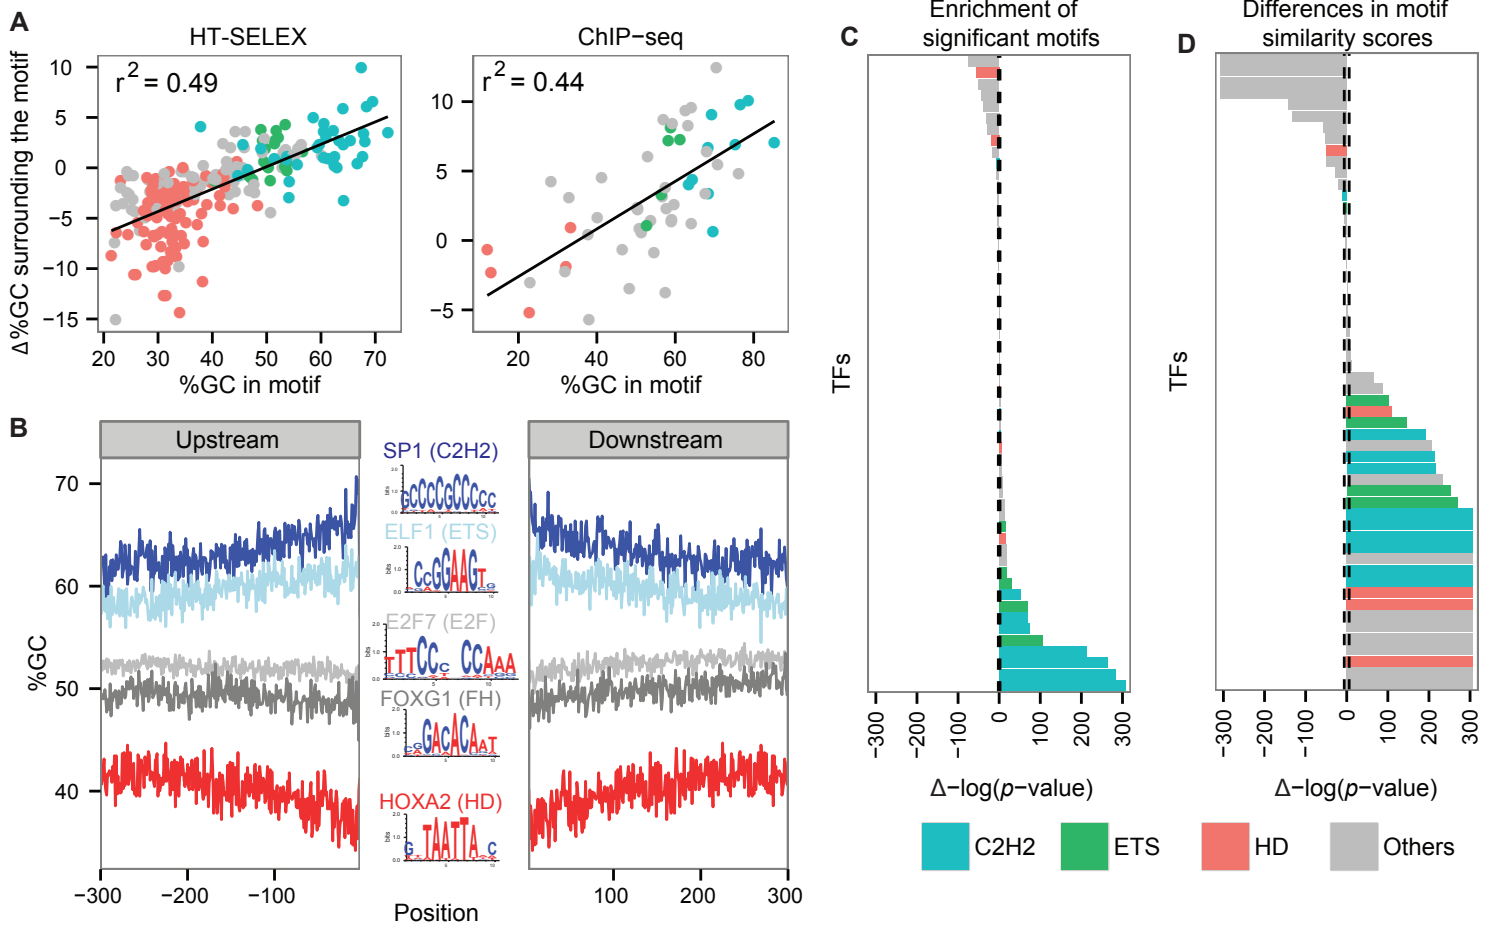 A
HT-SELEX
r2 = 0.49
Δ%GC surrounding the motif
10
5
0
−5
−10
−15
20 30 40 50 60 70
%GC in motif
ChIP−seq
r2 = 0.44
10
5
0
−5
20 40 60 80
%GC in motif
B
Upstream
Downstream
%GC
70
60
50
40
−300 −200 −100
100 200 300
Position
SP1 (C2H2)
ELF1 (ETS)
E2F7 (E2F)
FOXG1 (FH)
HOXA2 (HD)
C
Enrichment of
significant motifs
TFs
−300 −200 −100 0 100 200 300
Δ−log(p−value)
D
Differences in motif
similarity scores
TFs
−300 −200 −100 0 100 200 300
Δ−log(p−value)
C2H2 ETS HD Others